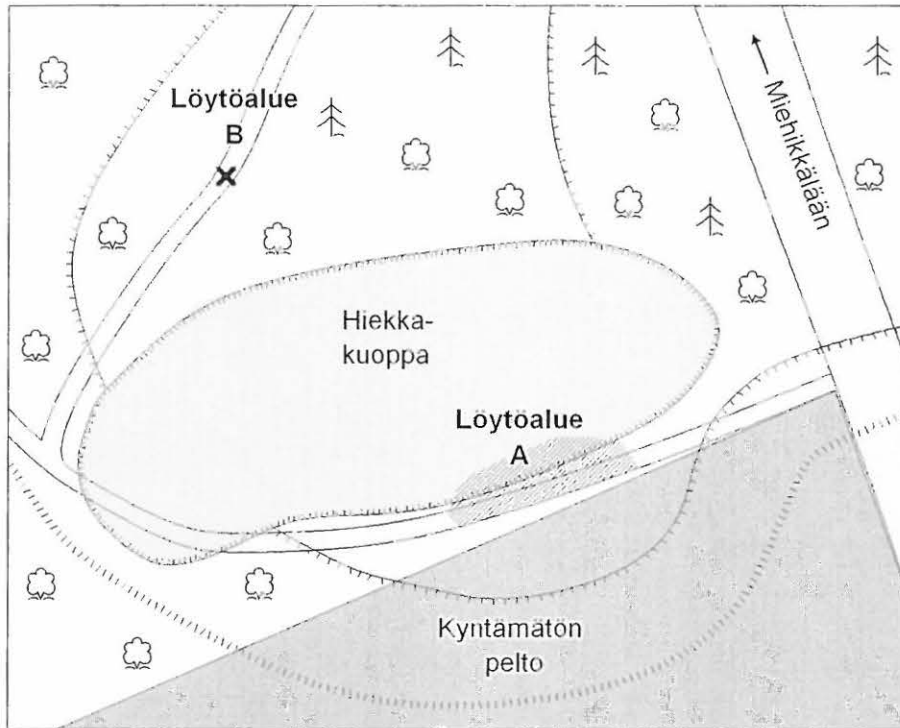 Löytöalue
B
Miehikkälään
Hiekka-
kuoppa
Löytöalue
A
Kyntämätön
pelto